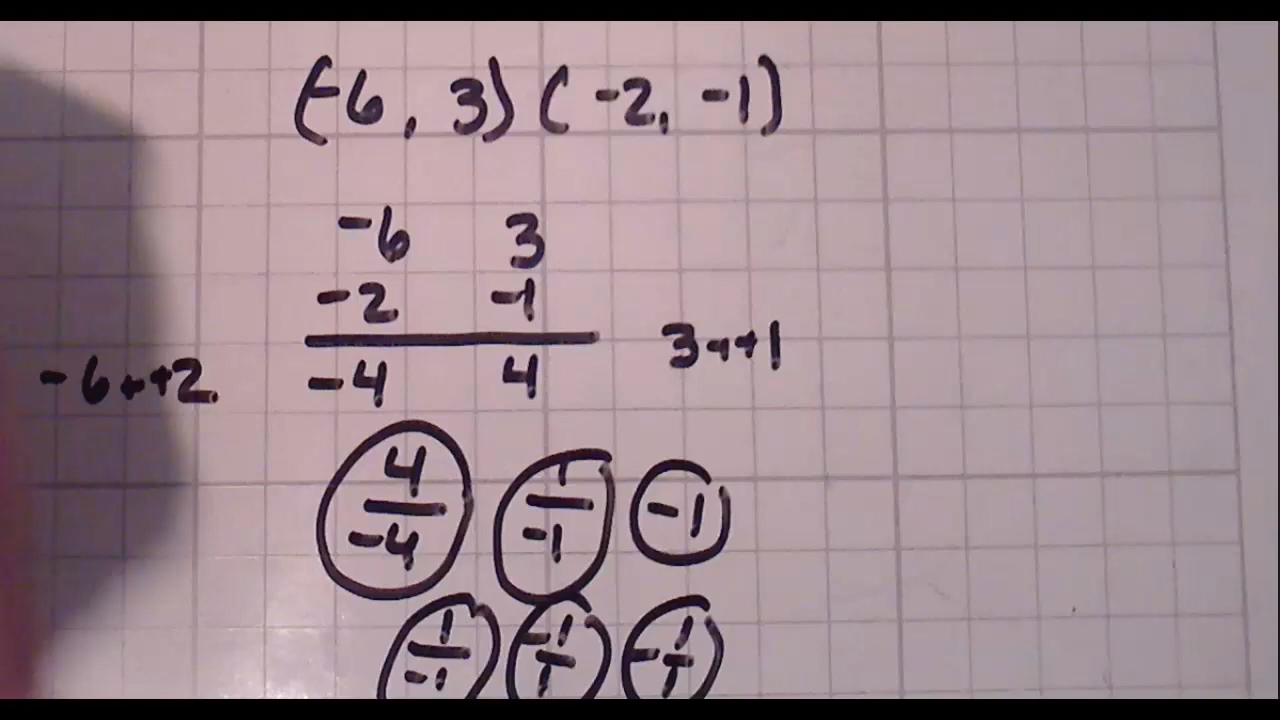 (-6, 3) (-2, -1)
-6 3
-2 -1
-6++2 -4 4 3++1
4/-4 1/-1 -1
1/-1 -1/1 -1/1